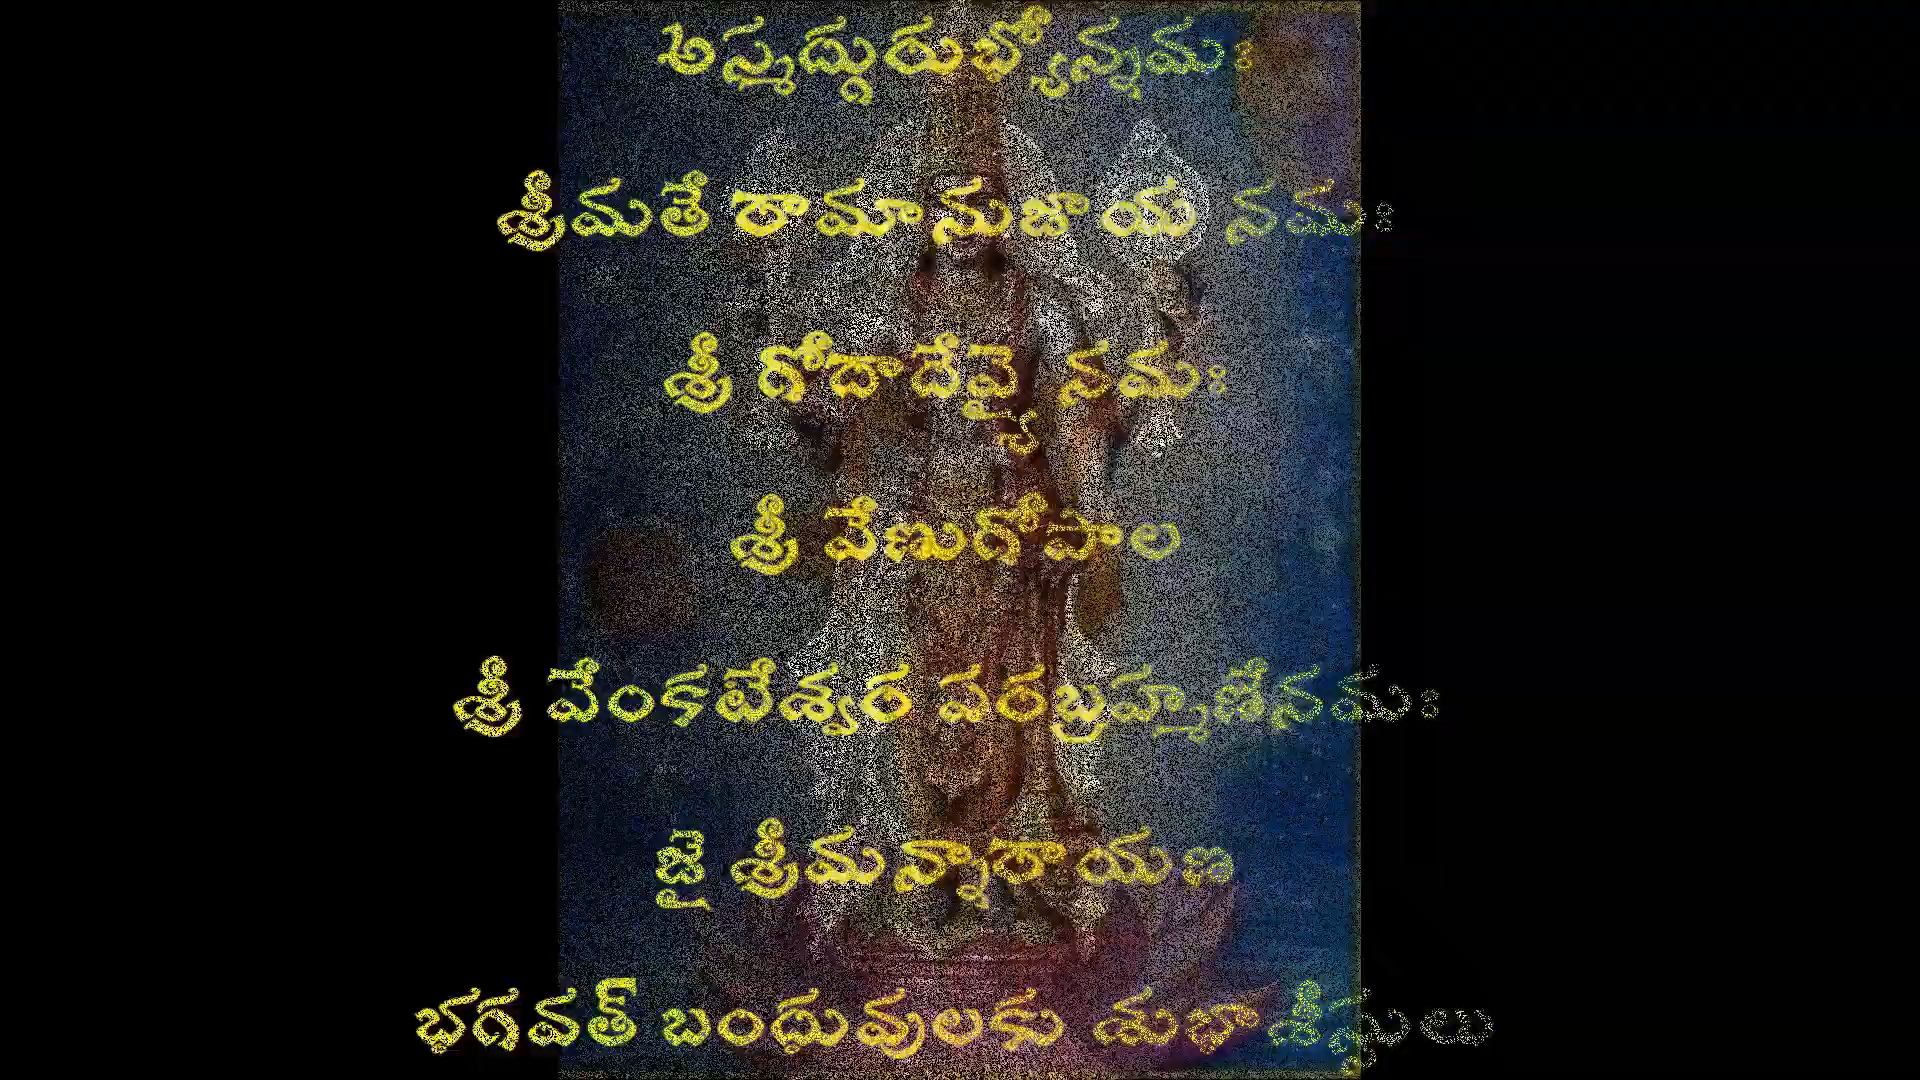 అస్మద్గురుభ్యోన్నమః
శ్రీమతే రామానుజాయ నమః
శ్రీ గోదాదేవ్యై నమః
శ్రీ వేణుగోపాల
శ్రీ వేంకటేశ్వర పరబ్రహ్మణేనమః
జై శ్రీమన్నారాయణ
భగవత్ బంధువులకు శుభాశీస్సులు